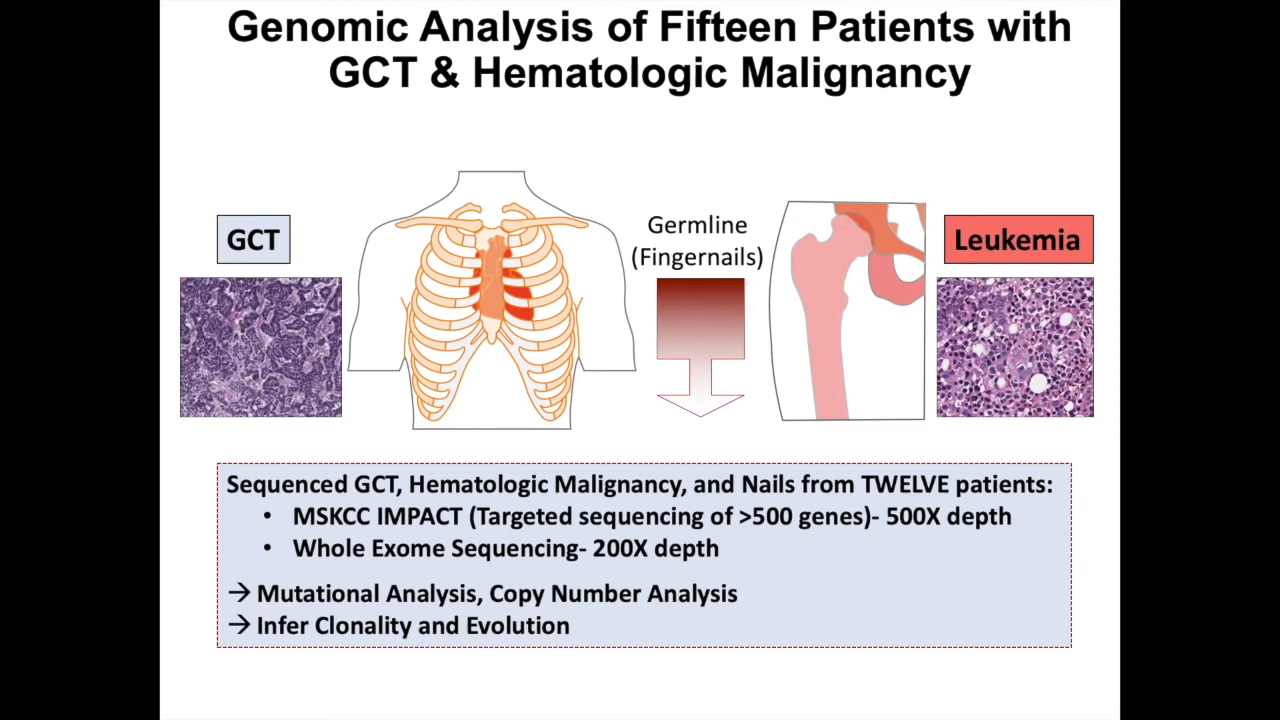 Genomic Analysis of Fifteen Patients with
GCT & Hematologic Malignancy
GCT
Germline
(Fingernails)
Leukemia
Sequenced GCT, Hematologic Malignancy, and Nails from TWELVE patients:
• MSKCC IMPACT (Targeted sequencing of >500 genes)- 500X depth
• Whole Exome Sequencing- 200X depth
→ Mutational Analysis, Copy Number Analysis
→ Infer Clonality and Evolution